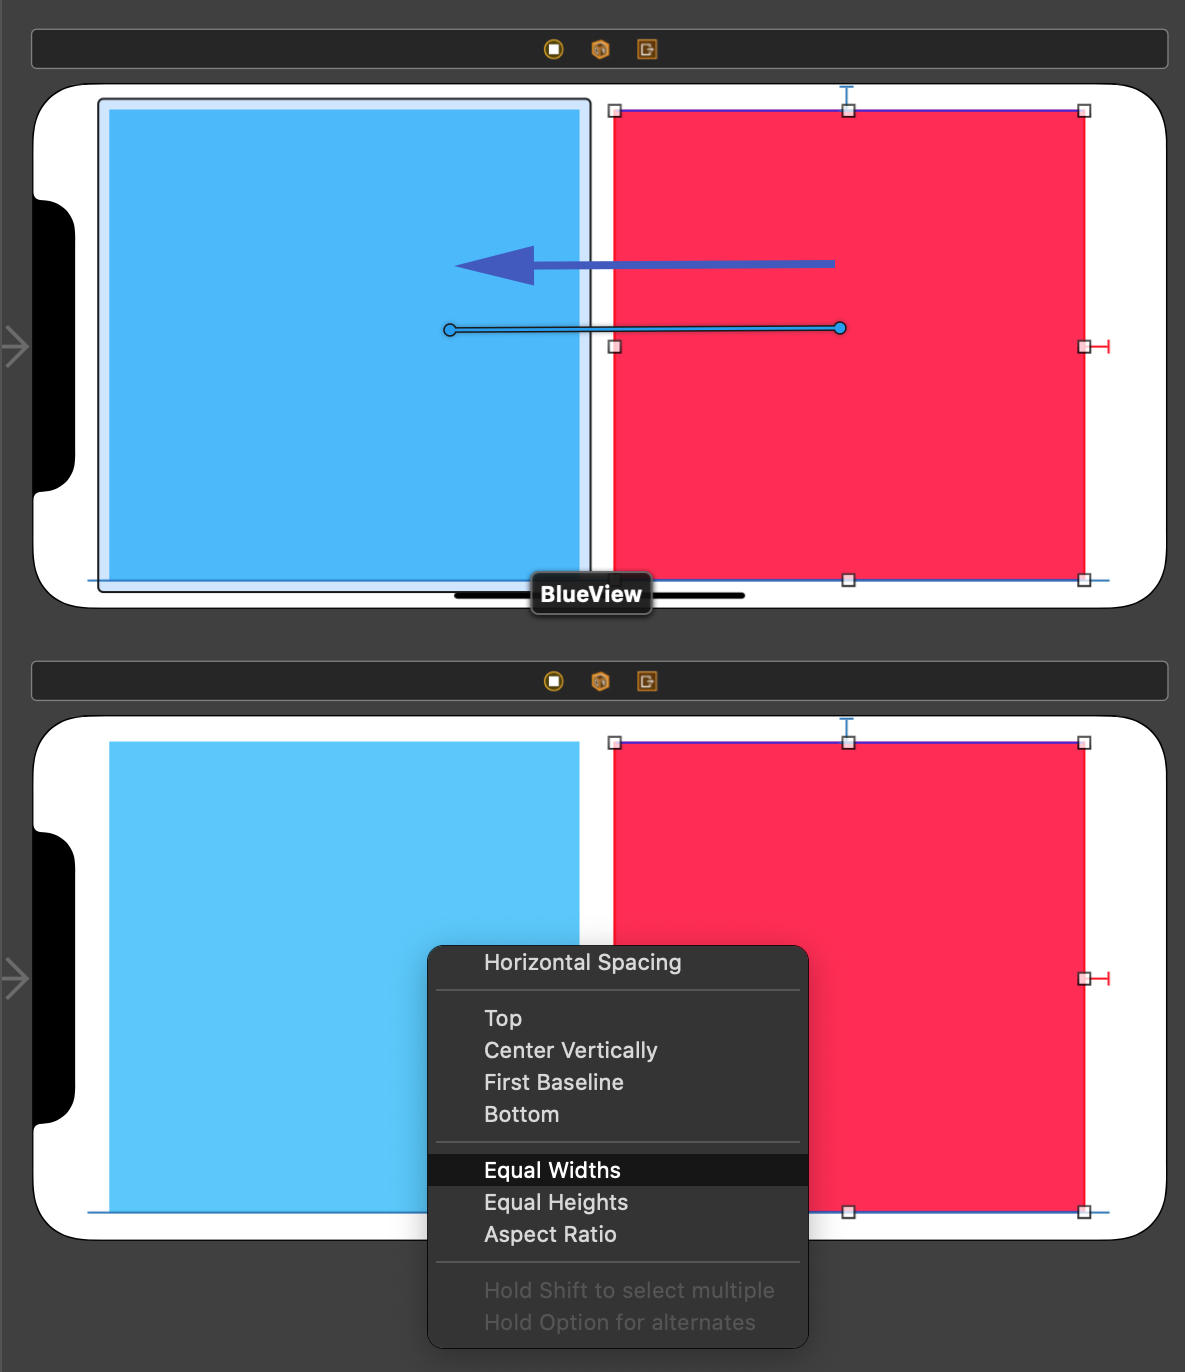 BlueView
Horizontal Spacing
Top
Center Vertically
First Baseline
Bottom
Equal Widths
Equal Heights
Aspect Ratio
Hold Shift to select multiple
Hold Option for alternates